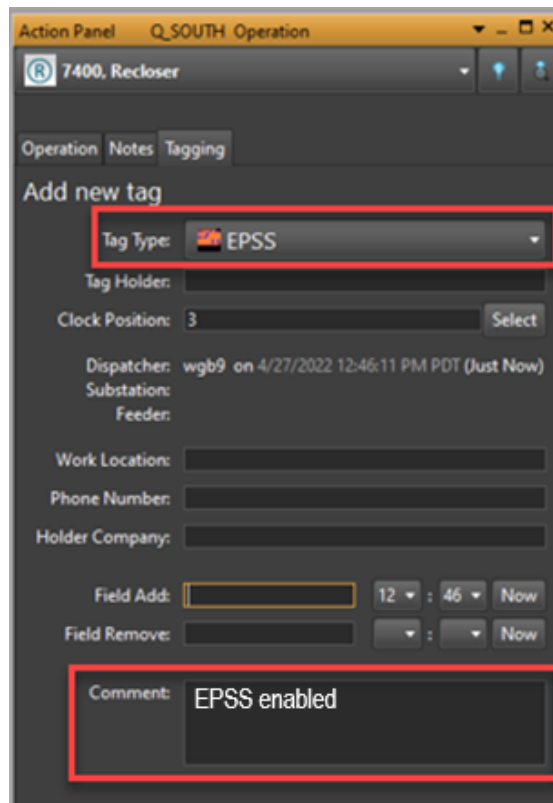 Action Panel Q_SOUTH Operation
R 7400, Recloser
Operation Notes Tagging
Add new tag
Tag Type: EPSS
Tag Holder:
Clock Position: 3 Select
Dispatcher: wgb9 on 4/27/2022 12:46:11 PM PDT (Just Now)
Substation:
Feeder:
Work Location:
Phone Number:
Holder Company:
Field Add: 12 : 46 Now
Field Remove: : Now
Comment: EPSS enabled